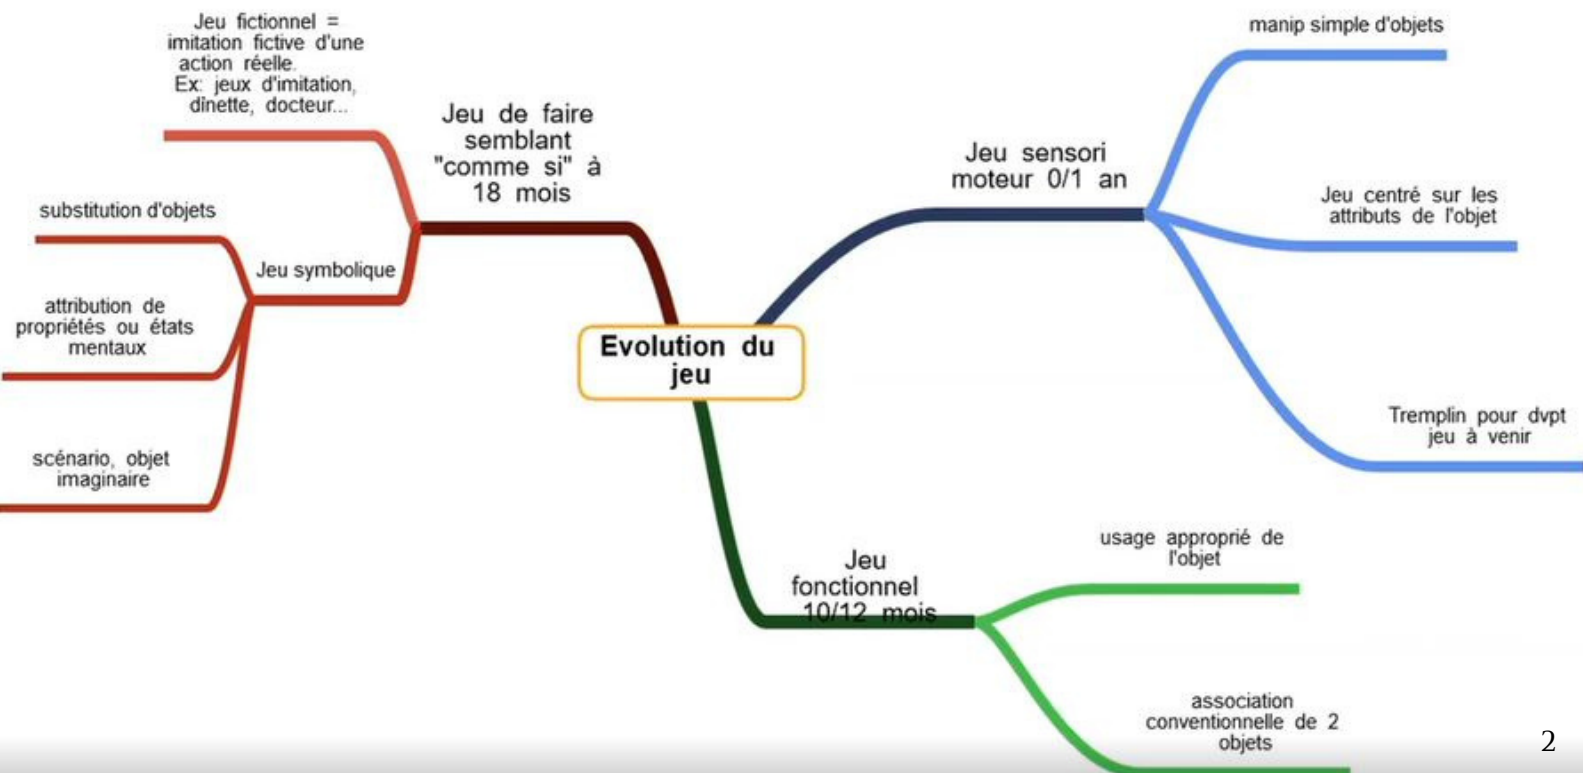 Evolution du
jeu
Jeu sensori
moteur 0/1 an
manip simple d'objets
Jeu centré sur les
attributs de l'objet
Tremplin pour dvpt
jeu à venir
Jeu
fonctionnel
10/12 mois
usage approprié de
l'objet
association
conventionnelle de 2
objets
Jeu de faire
semblant
"comme si" à
18 mois
Jeu fictionnel =
imitation fictive d'une
action réelle.
Ex: jeux d'imitation,
dînette, docteur...
Jeu symbolique
substitution d'objets
attribution de
propriétés ou états
mentaux
scénario, objet
imaginaire
2